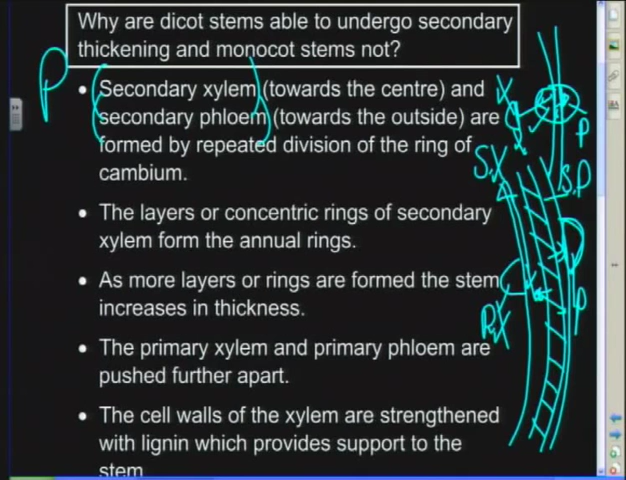 Why are dicot stems able to undergo secondary
thickening and monocot stems not?
P
• Secondary xylem (towards the centre) and
secondary phloem (towards the outside) are
formed by repeated division of the ring of
cambium.
• The layers or concentric rings of secondary
xylem form the annual rings.
• As more layers or rings are formed the stem
increases in thickness.
• The primary xylem and primary phloem are
pushed further apart.
• The cell walls of the xylem are strengthened
with lignin which provides support to the
stem
X
P
S.X
S.P
P.X
P